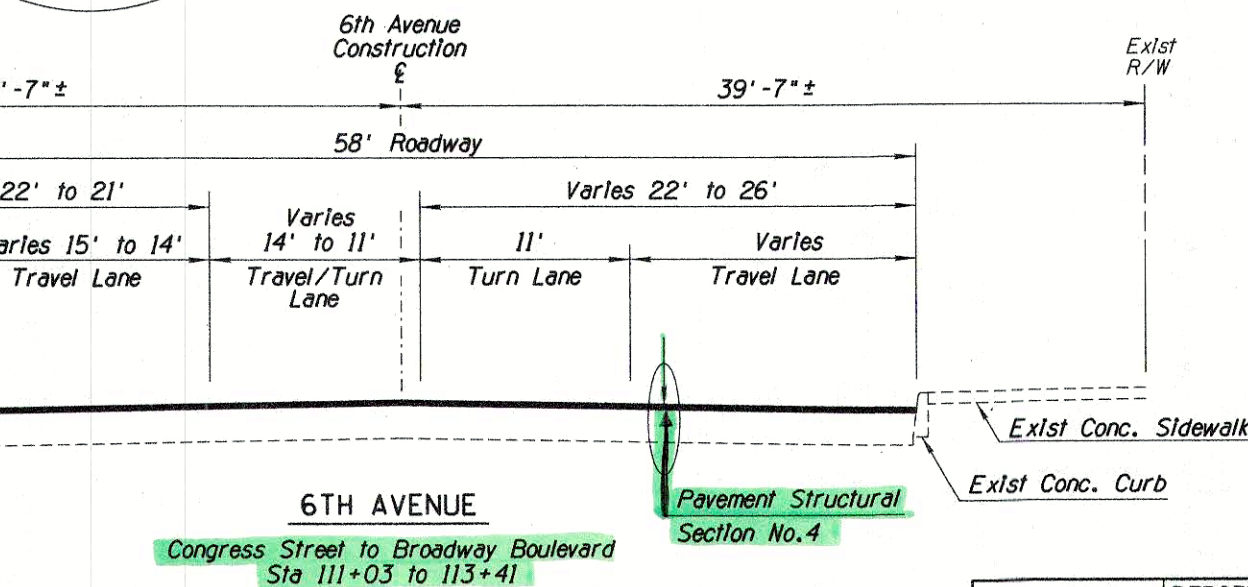 6th Avenue
Construction
℄
Exist
R/W
'-7"±
39'-7"±
58' Roadway
22' to 21'
Varies 22' to 26'
Varies
14' to 11'
aries 15' to 14'
11'
Varies
Travel Lane
Travel/Turn
Lane
Turn Lane
Travel Lane
Exist Conc. Sidewalk
Exist Conc. Curb
6TH AVENUE
Pavement Structural
Section No.4
Congress Street to Broadway Boulevard
Sta 111+03 to 113+41